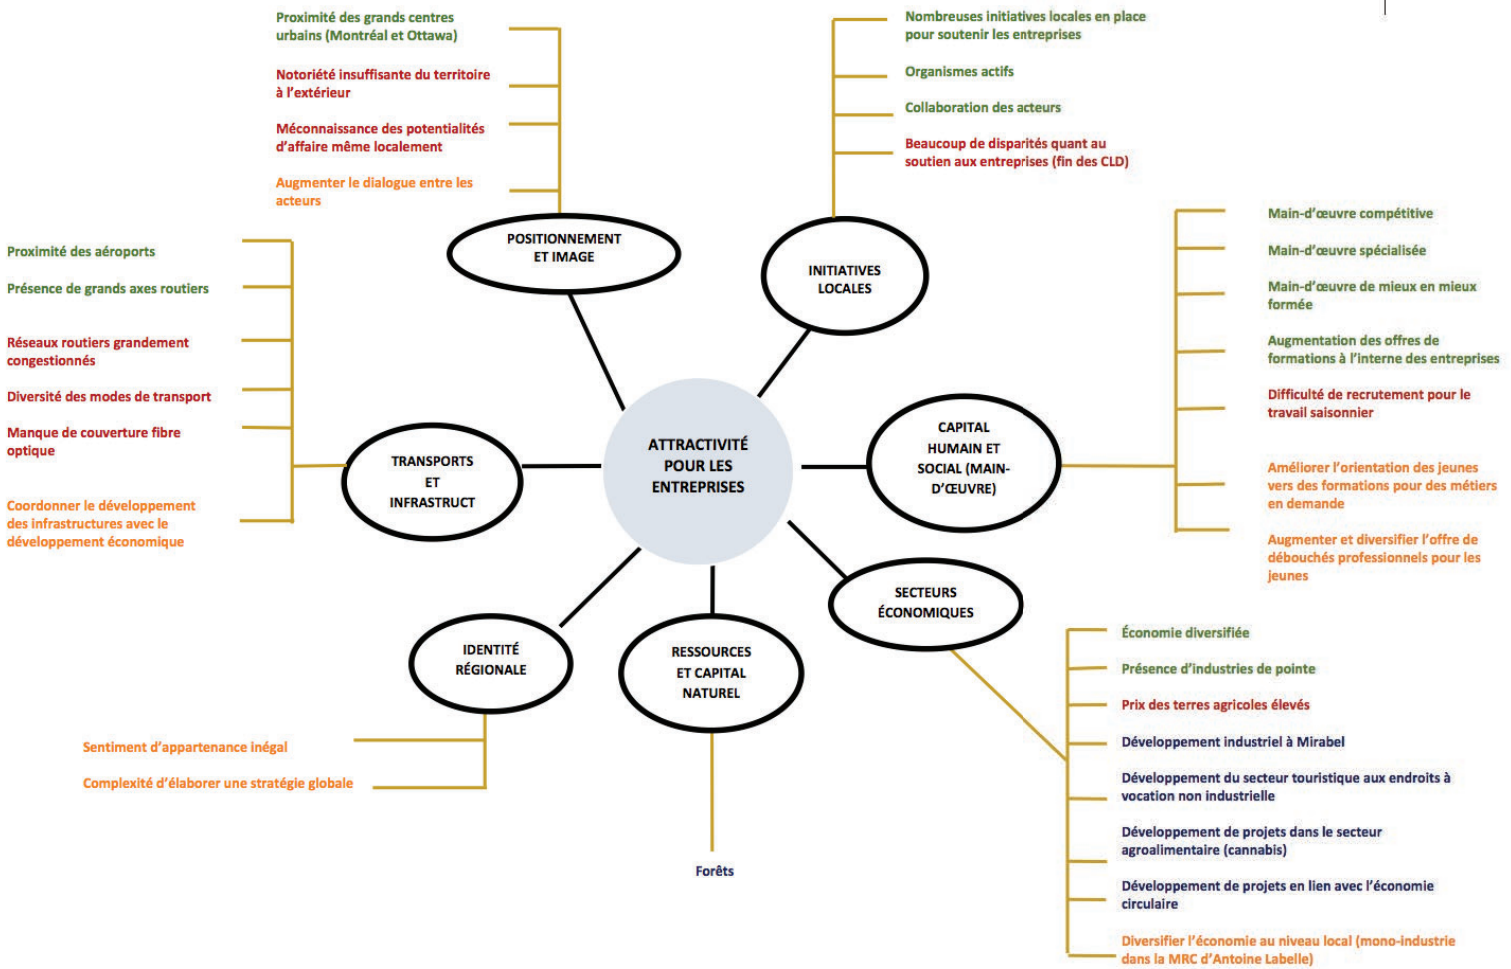 Proximité des grands centres
urbains (Montréal et Ottawa)
Notoriété insuffisante du territoire
à l'extérieur
Méconnaissance des potentialités
d'affaire même localement
Augmenter le dialogue entre les
acteurs
POSITIONNEMENT
ET IMAGE
Nombreuses initiatives locales en place
pour soutenir les entreprises
Organismes actifs
Collaboration des acteurs
Beaucoup de disparités quant au
soutien aux entreprises (fin des CLD)
INITIATIVES
LOCALES
Proximité des aéroports
Présence de grands axes routiers
Réseaux routiers grandement
congestionnés
Diversité des modes de transport
Manque de couverture fibre
optique
Coordonner le développement
des infrastructures avec le
développement économique
TRANSPORTS
ET
INFRASTRUCT
ATTRACTIVITÉ
POUR LES
ENTREPRISES
CAPITAL
HUMAIN ET
SOCIAL (MAIN-
D'ŒUVRE)
Main-d'œuvre compétitive
Main-d'œuvre spécialisée
Main-d'œuvre de mieux en mieux
formée
Augmentation des offres de
formations à l'interne des entreprises
Difficulté de recrutement pour le
travail saisonnier
Améliorer l'orientation des jeunes
vers des formations pour des métiers
en demande
Augmenter et diversifier l'offre de
débouchés professionnels pour les
jeunes
SECTEURS
ÉCONOMIQUES
Économie diversifiée
Présence d'industries de pointe
Prix des terres agricoles élevés
Développement industriel à Mirabel
Développement du secteur touristique aux endroits à
vocation non industrielle
Développement de projets dans le secteur
agroalimentaire (cannabis)
Développement de projets en lien avec l'économie
circulaire
Diversifier l'économie au niveau local (mono-industrie
dans la MRC d'Antoine Labelle)
IDENTITÉ
RÉGIONALE
Sentiment d'appartenance inégal
Complexité d'élaborer une stratégie globale
RESSOURCES
ET CAPITAL
NATUREL
Forêts